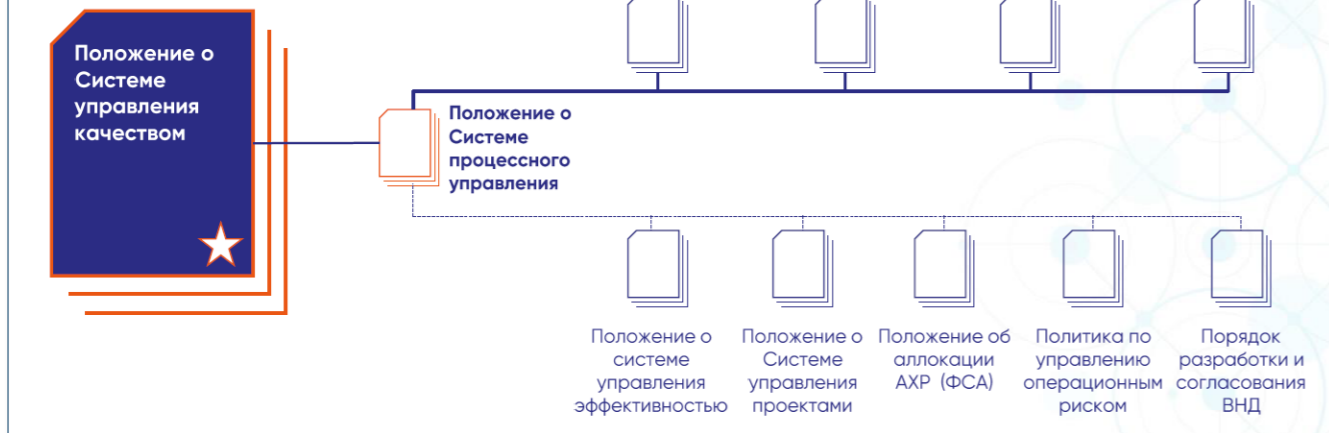 Положение о
Системе
управления
качеством
Положение о
Системе
процессного
управления
Положение о
системе
управления
эффективностью
Положение о
Системе
управления
проектами
Положение об
аллокации
АХР (ФСА)
Политика по
управлению
операционным
риском
Порядок
разработки и
согласования
ВНД